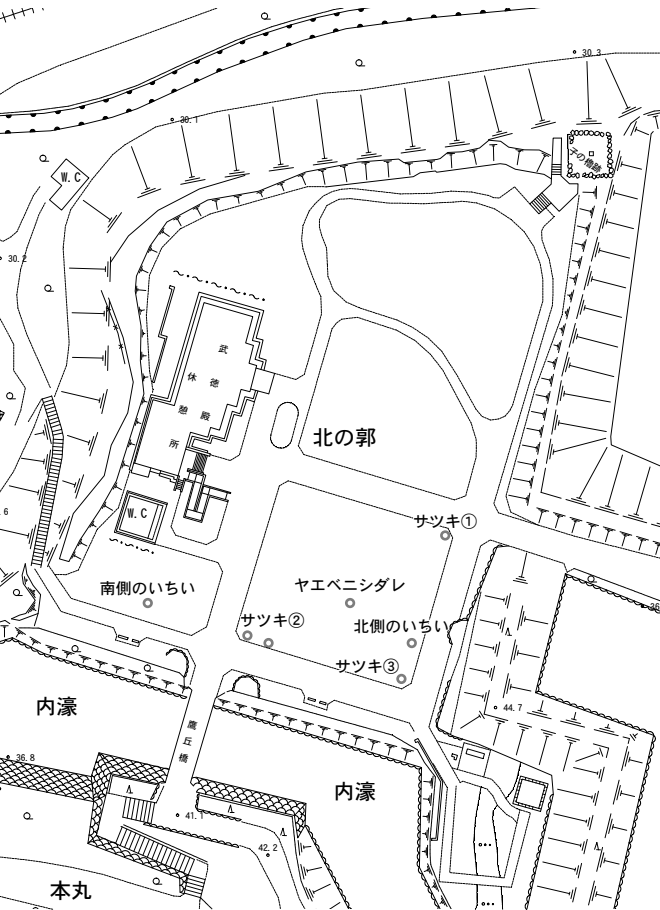 30.3
30.1
子の櫓跡
W.C
30.2
武徳殿
休憩所
北の郭
サツキ①
W.C
南側のいちい
ヤエベニシダレ
サツキ②
北側のいちい
サツキ③
内濠
44.7
鷹丘橋
36.8
内濠
41.1
42.2
本丸